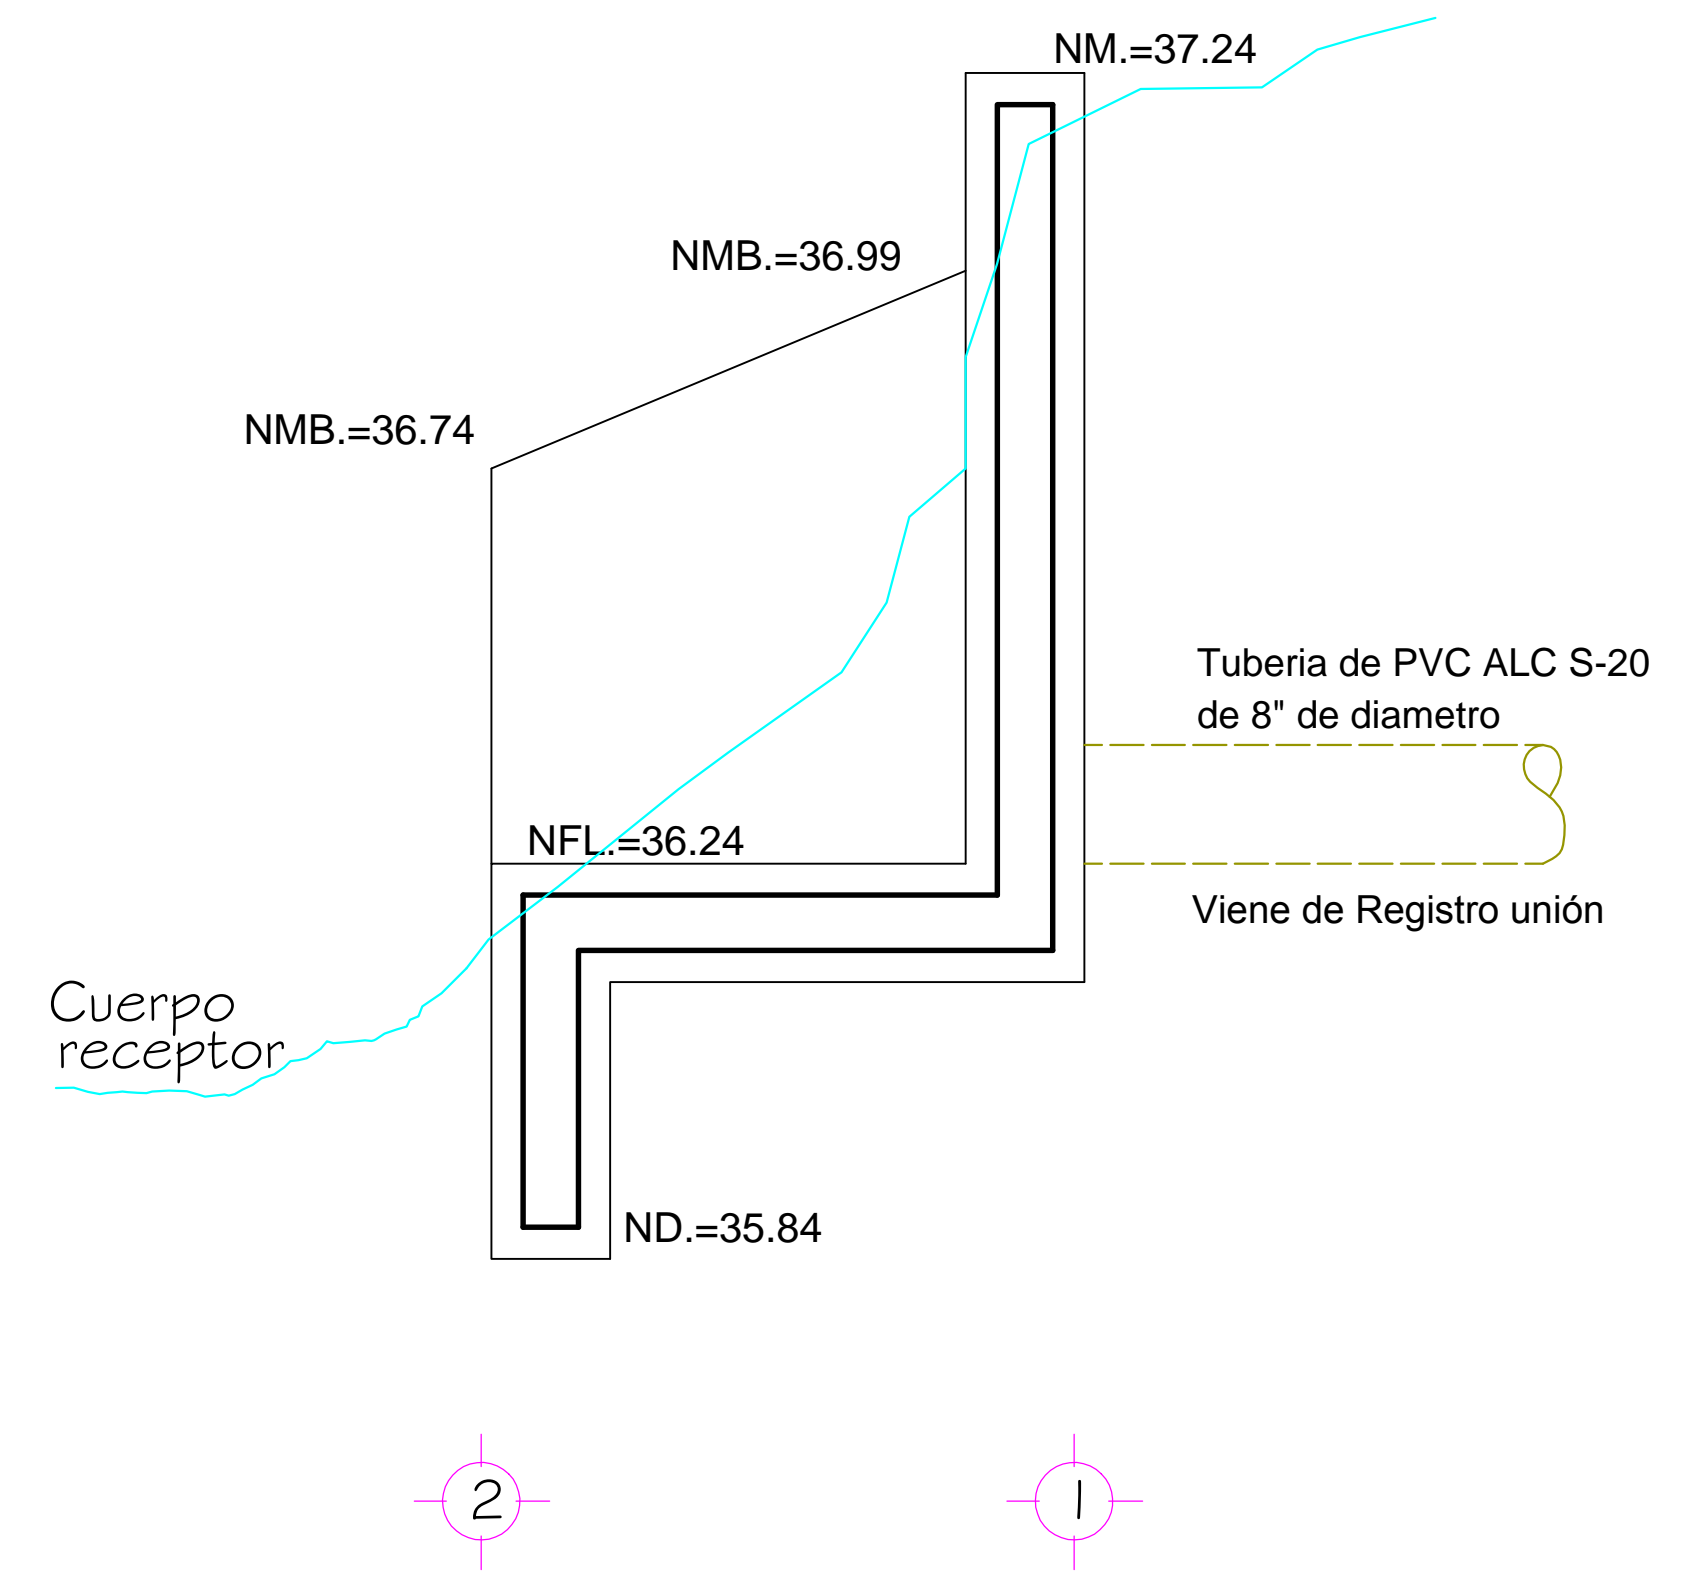 NM.=37.24
NMB.=36.99
NMB.=36.74
Tuberia de PVC ALC S-20
de 8" de diametro
NFL.=36.24
Viene de Registro unión
Cuerpo
receptor
ND.=35.84
2
1